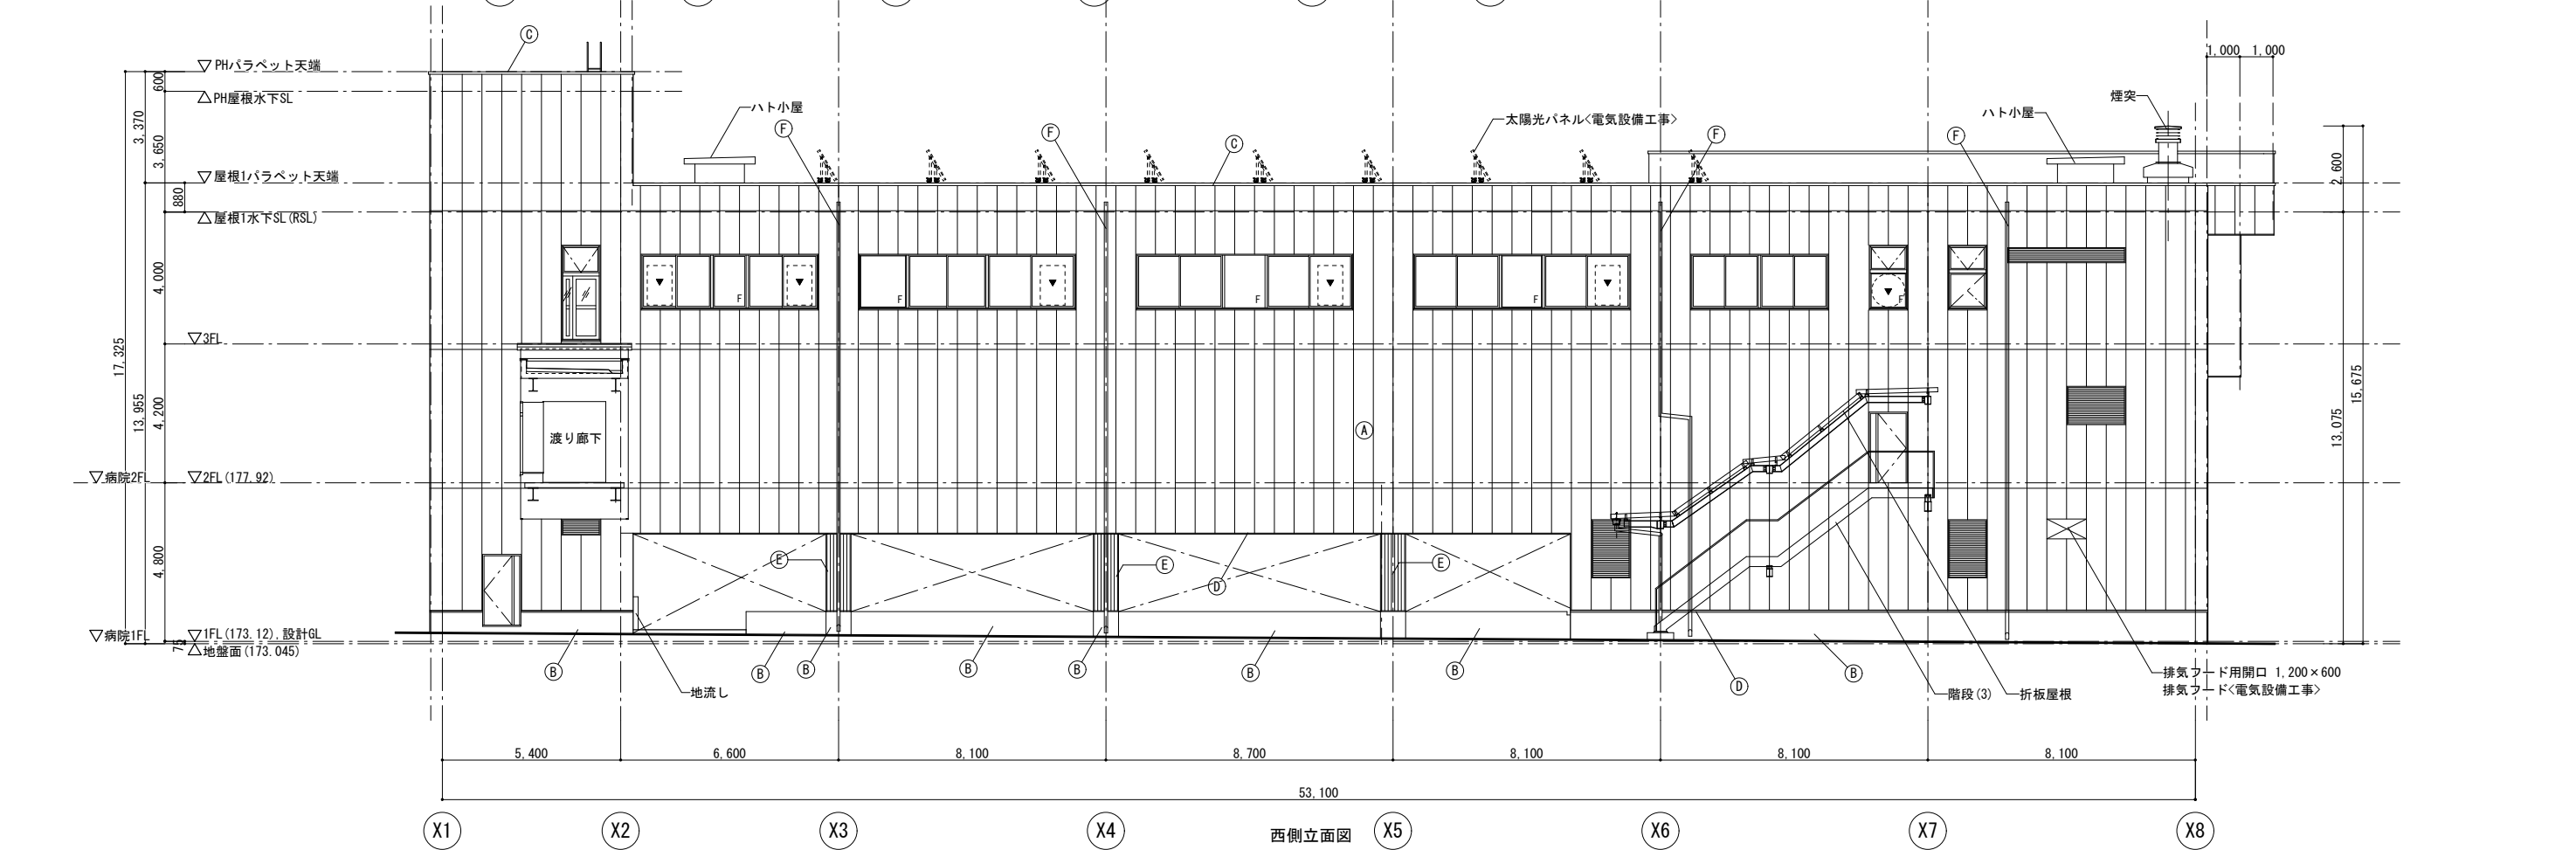 C
1,000 1,000
▽PHパラペット天端
600
△PH屋根水下SL
3,370
3,650
ハト小屋
F
F
太陽光パネル<電気設備工事>
C
F
F
ハト小屋
煙突
2,600
▽屋根1パラペット天端
880
△屋根1水下SL(RSL)
4,000
F
F
F
F
F
▽3FL
17,325
13,955
4,200
渡り廊下
A
15,675
13,075
▽病院2FL
▽2FL(177.92)
4,800
E
E
D
E
▽病院1FL
▽1FL(173.12),設計GL
75
△地盤面(173.045)
B
B
B
B
B
B
B
D
B
地流し
階段(3)
折板屋根
排気フード用開口 1,200×600
排気フード<電気設備工事>
5,400
6,600
8,100
8,700
8,100
8,100
8,100
53,100
X1
X2
X3
X4
西側立面図
X5
X6
X7
X8